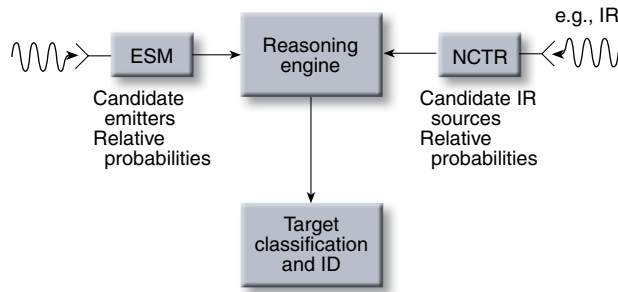 e.g., IR
ESM
Reasoning
engine
NCTR
Candidate
emitters
Relative
probabilities
Candidate IR
sources
Relative
probabilities
Target
classification
and ID